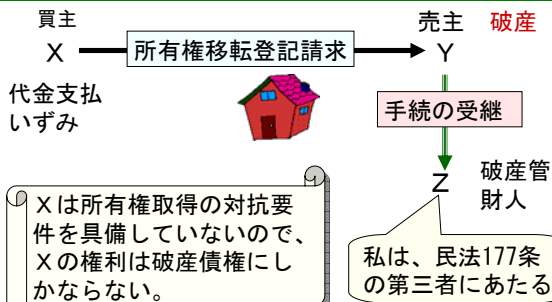 買主
X
代金支払
いずみ
所有権移転登記請求
売主 破産
Y
手続の受継
Z
破産管
財人
Xは所有権取得の対抗要
件を具備していないので、
Xの権利は破産債権にし
かならない。
私は、民法177条
の第三者にあたる